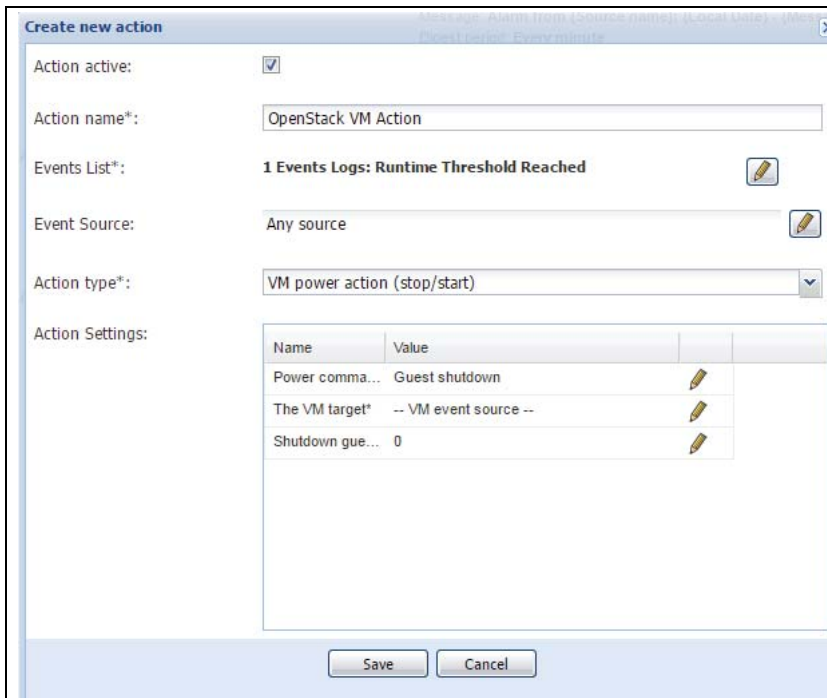 Create new action
Message: Alarm from (Source name): (Local Date) - (Mess
Digest period: Every minute
Action active:
Action name*: OpenStack VM Action
Events List*: 1 Events Logs: Runtime Threshold Reached
Event Source: Any source
Action type*: VM power action (stop/start)
Action Settings:
Name Value
Power comma... Guest shutdown
The VM target* -- VM event source --
Shutdown gue... 0
Save Cancel